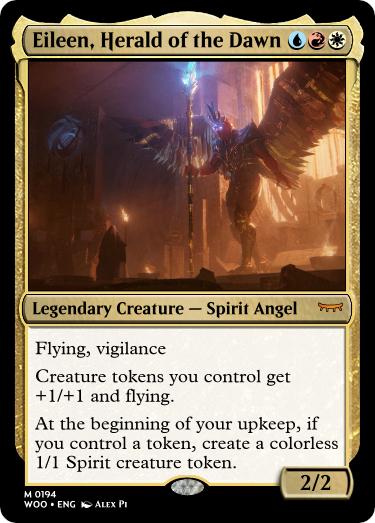 Eileen, Herald of the Dawn
Legendary Creature — Spirit Angel
Flying, vigilance
Creature tokens you control get
+1/+1 and flying.
At the beginning of your upkeep, if
you control a token, create a colorless
1/1 Spirit creature token.
2/2
M 0194
WOO • ENG Alex Pi